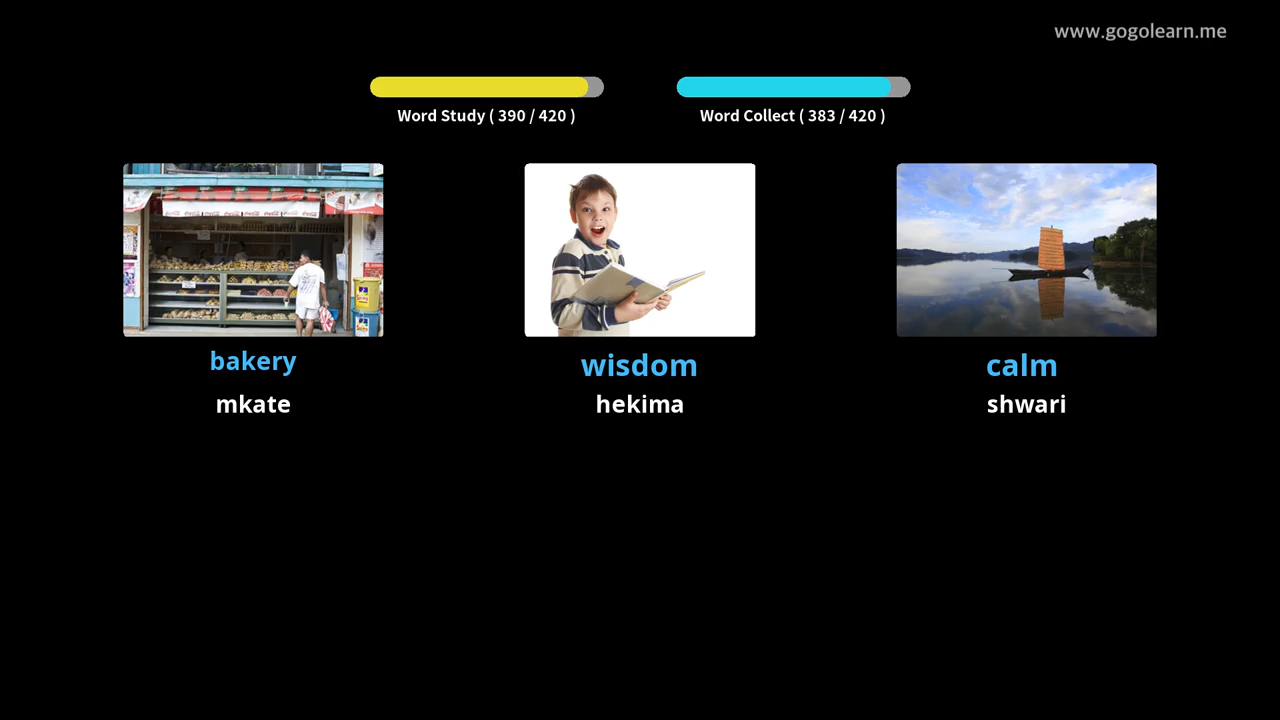 www.gogolearn.me
Word Study ( 390 / 420 )
Word Collect ( 383 / 420 )
bakery
wisdom
calm
mkate
hekima
shwari